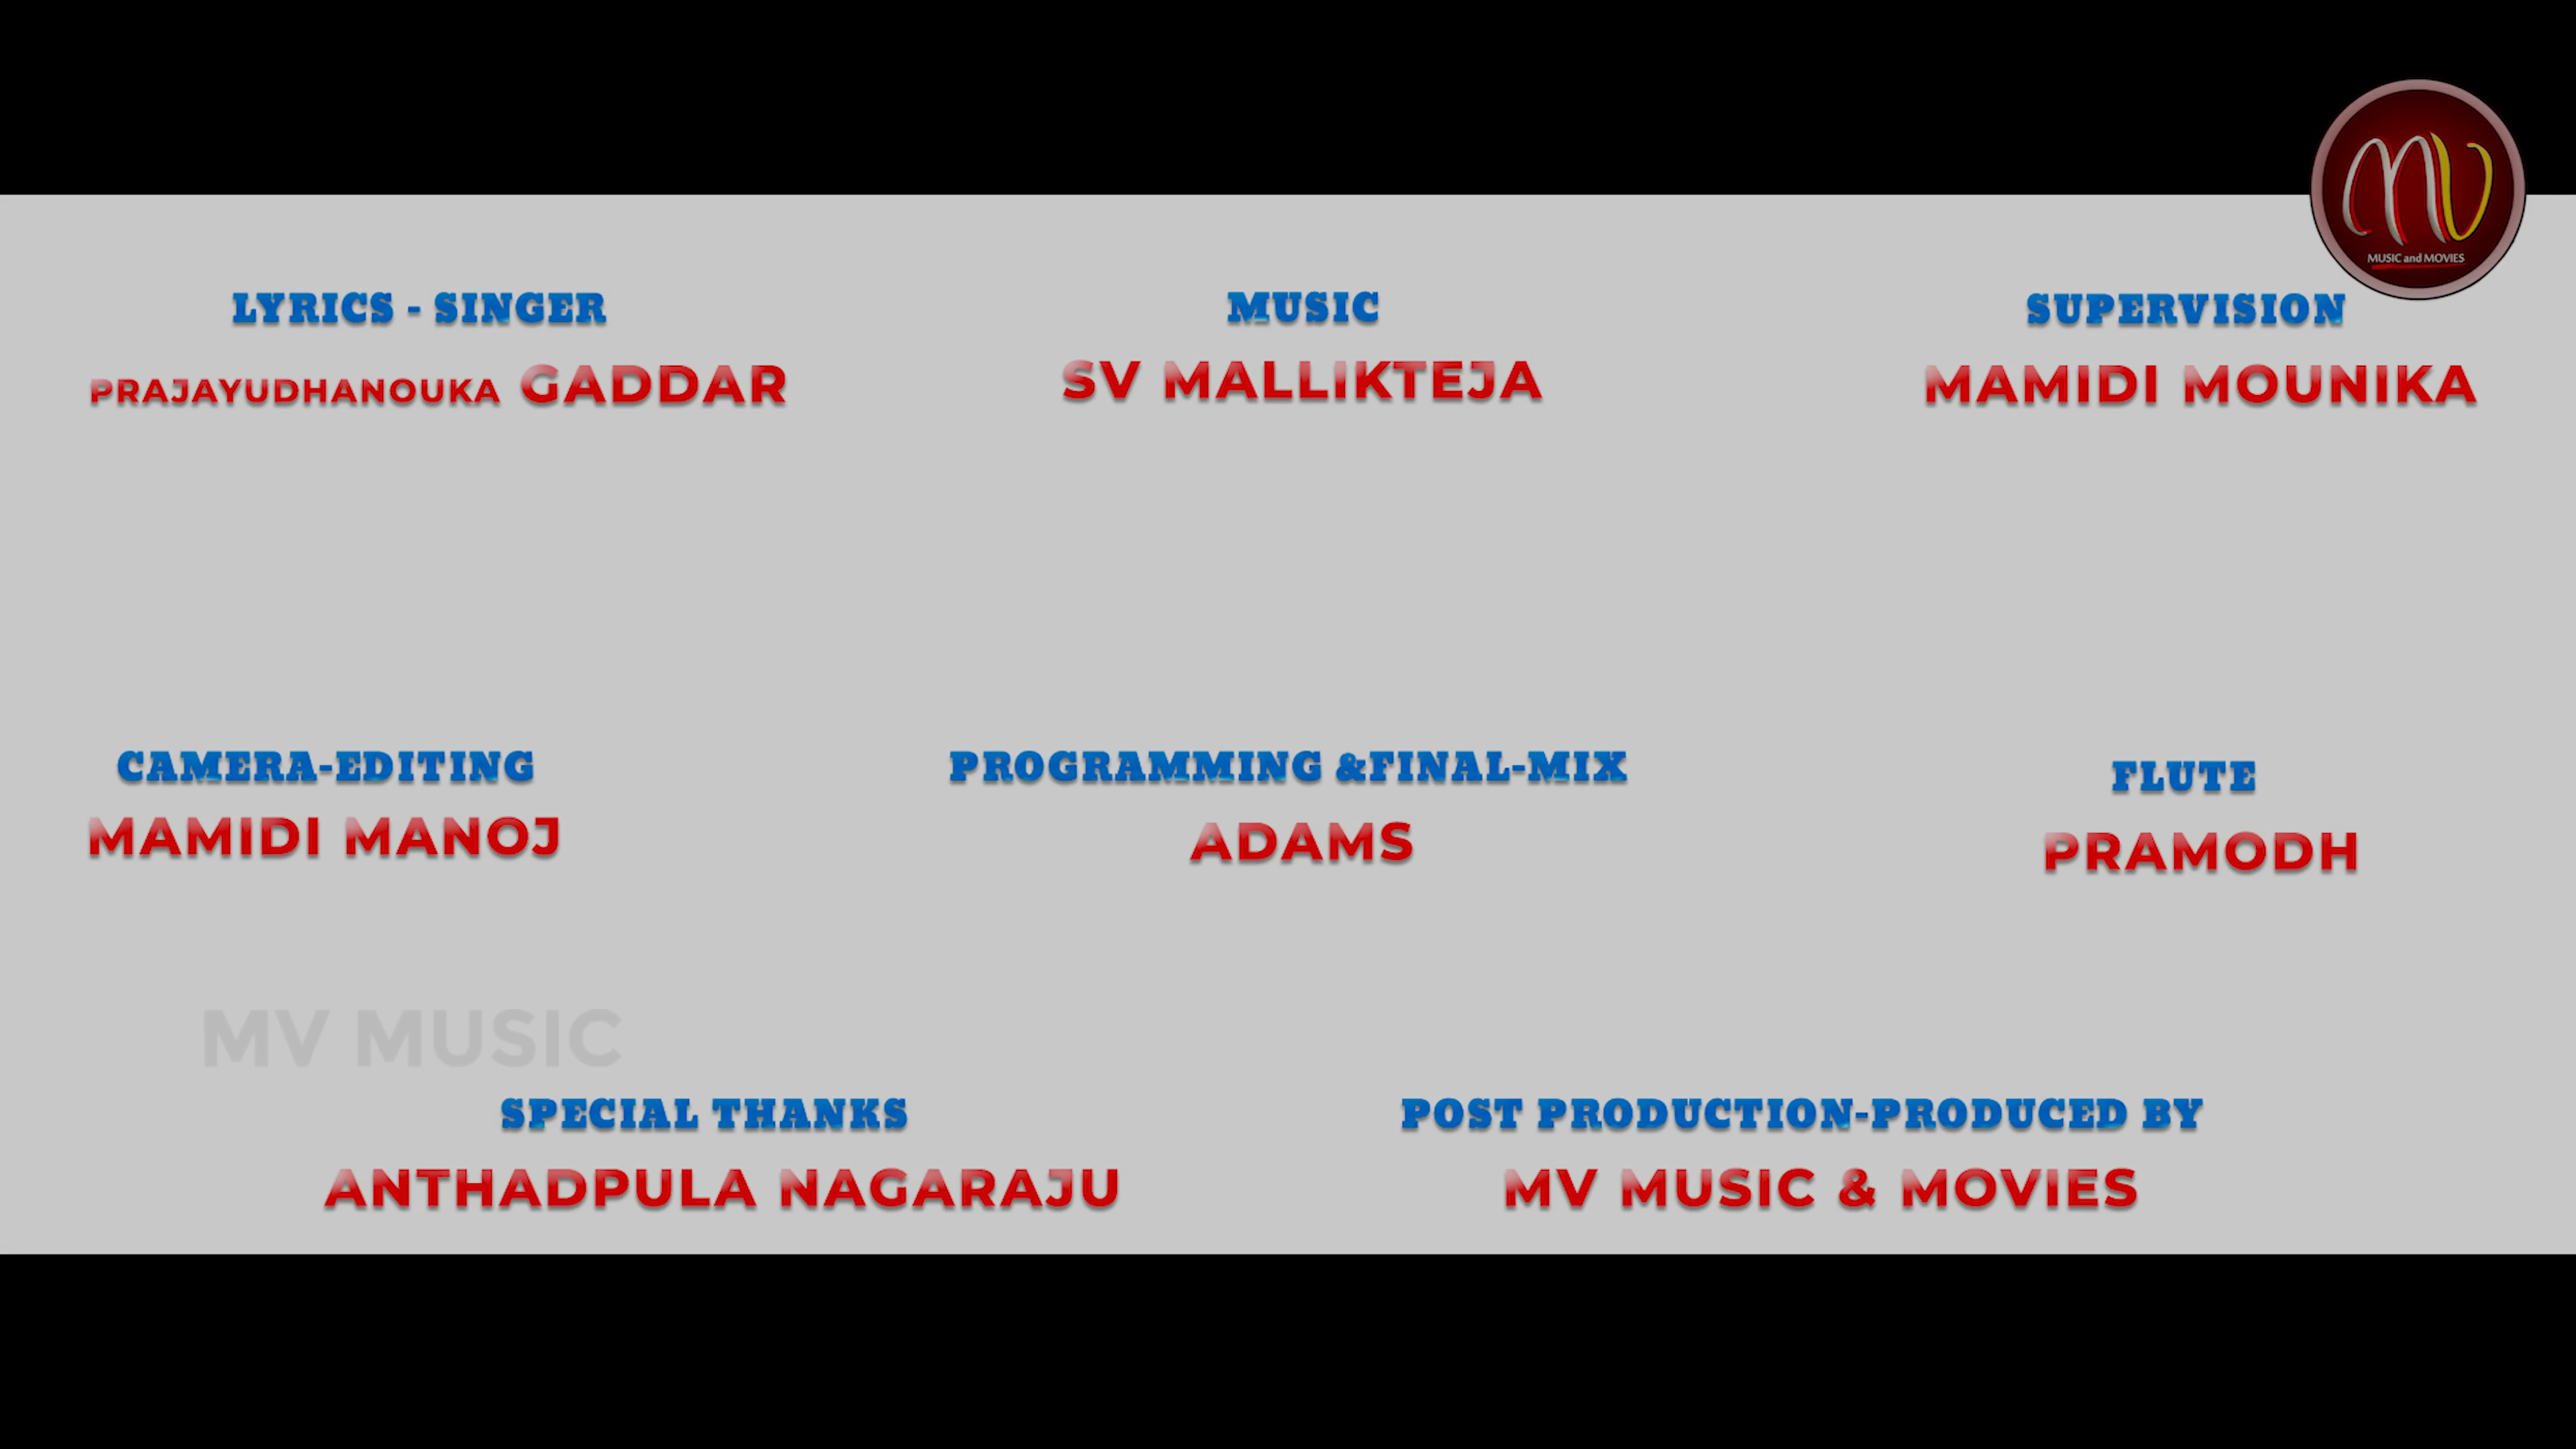 MV
MUSIC and MOVIES
LYRICS - SINGER
PRAJAYUDHANOUKA GADDAR
MUSIC
SV MALLIKTEJA
SUPERVISION
MAMIDI MOUNIKA
CAMERA-EDITING
MAMIDI MANOJ
PROGRAMMING &FINAL-MIX
ADAMS
FLUTE
PRAMODH
MV MUSIC
SPECIAL THANKS
ANTHADPULA NAGARAJU
POST PRODUCTION-PRODUCED BY
MV MUSIC & MOVIES